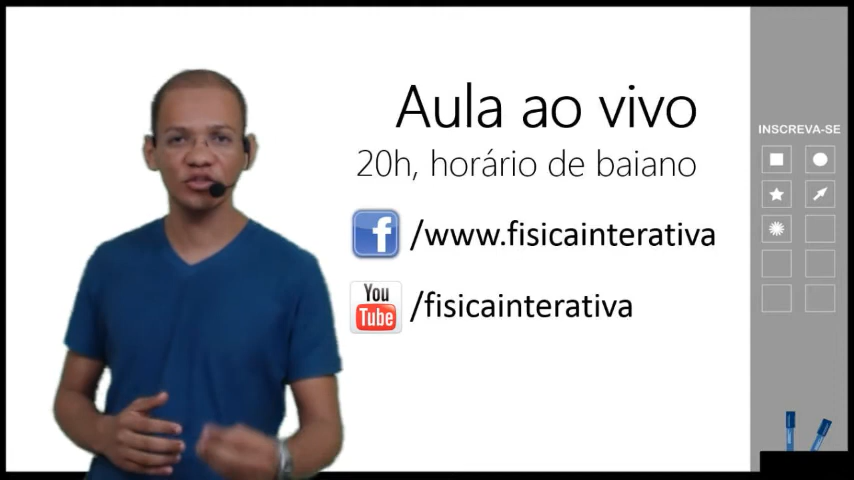 Aula ao vivo
20h, horário de baiano
f /www.fisicainterativa
You
Tube /fisicainterativa
INSCREVA-SE